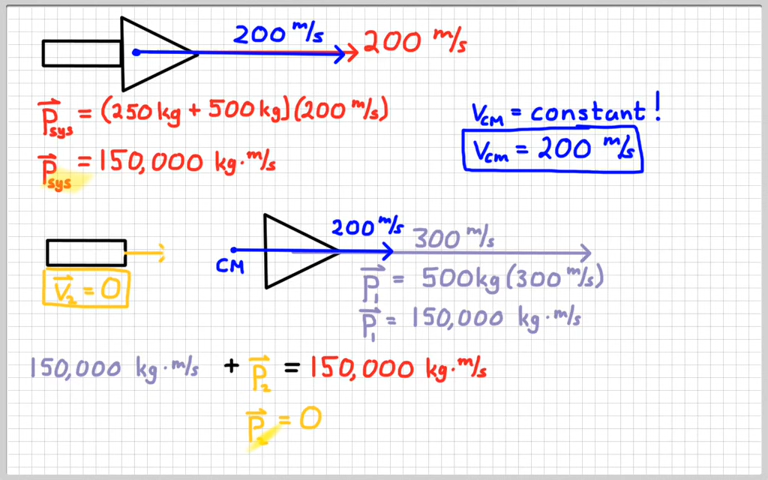 200 m/s
200 m/s
P⃗sys = (250 kg + 500 kg)(200 m/s)
VCM = constant!
Vcm = 200 m/s
P⃗sys = 150,000 kg·m/s
200 m/s
300 m/s
CM
P⃗1 = 500kg (300 m/s)
V⃗2 = 0
P⃗1 = 150,000 kg·m/s
150,000 kg·m/s + P⃗2 = 150,000 kg·m/s
P⃗2 = 0